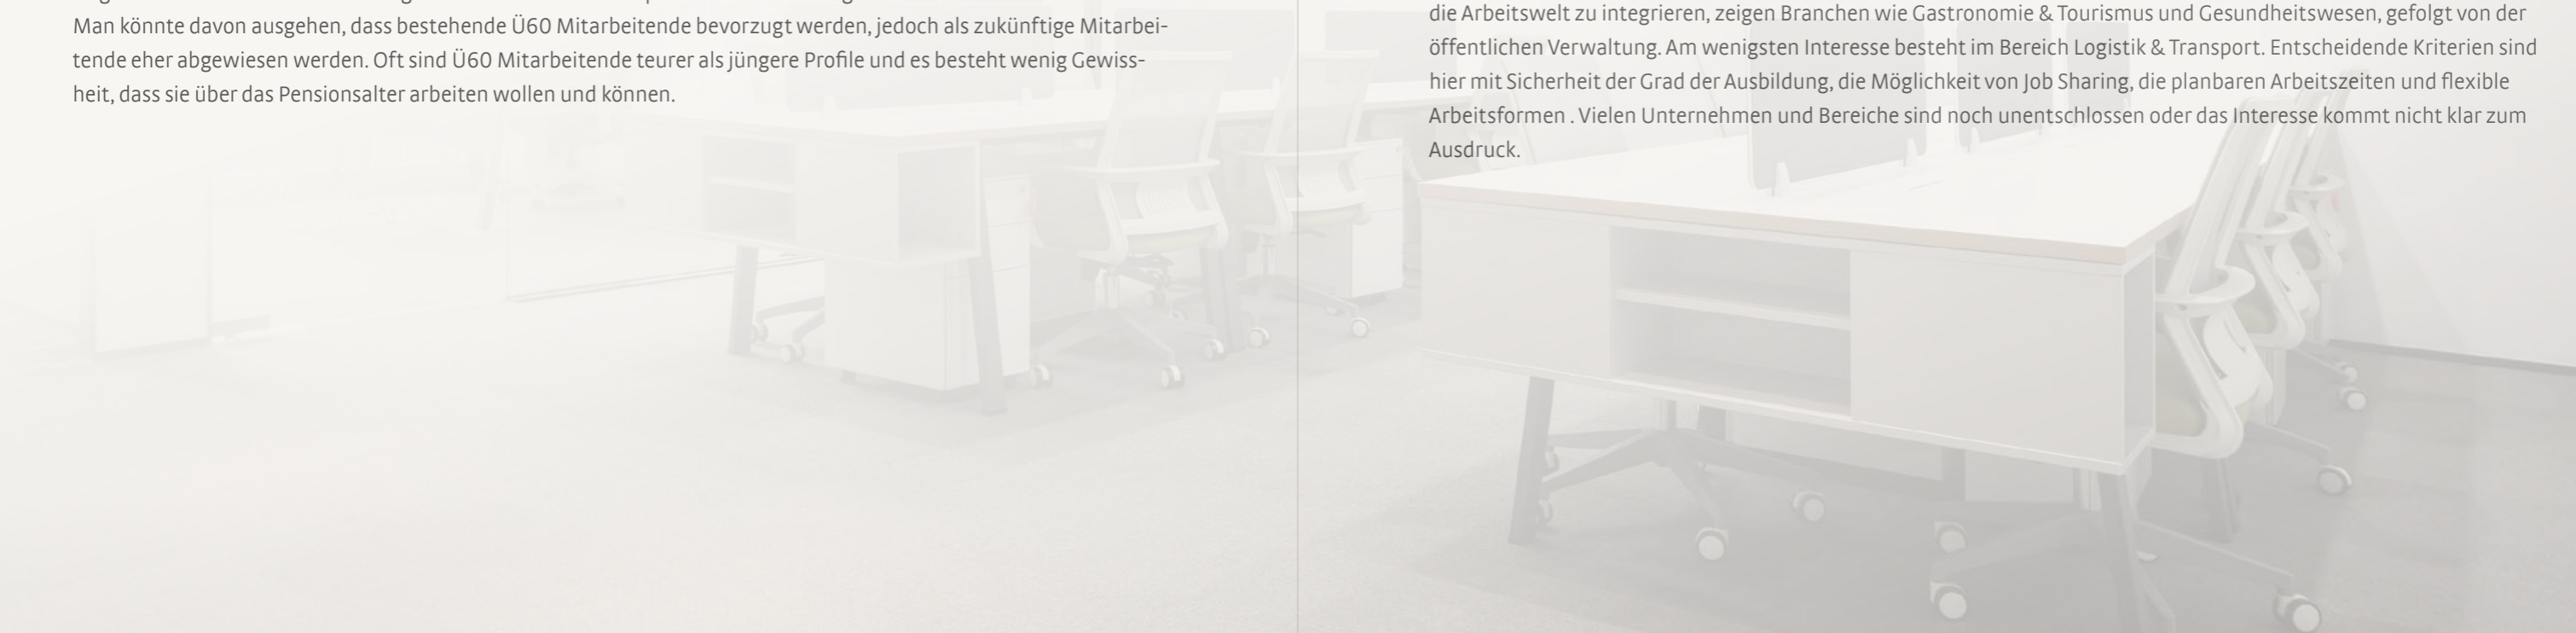 Man könnte davon ausgehen, dass bestehende Ü60 Mitarbeitende bevorzugt werden, jedoch als zukünftige Mitarbei-
tende eher abgewiesen werden. Oft sind Ü60 Mitarbeitende teurer als jüngere Profile und es besteht wenig Gewiss-
heit, dass sie über das Pensionsalter arbeiten wollen und können.
die Arbeitswelt zu integrieren, zeigen Branchen wie Gastronomie & Tourismus und Gesundheitswesen, gefolgt von der
öffentlichen Verwaltung. Am wenigsten Interesse besteht im Bereich Logistik & Transport. Entscheidende Kriterien sind
hier mit Sicherheit der Grad der Ausbildung, die Möglichkeit von Job Sharing, die planbaren Arbeitszeiten und flexible
Arbeitsformen . Vielen Unternehmen und Bereiche sind noch unentschlossen oder das Interesse kommt nicht klar zum
Ausdruck.